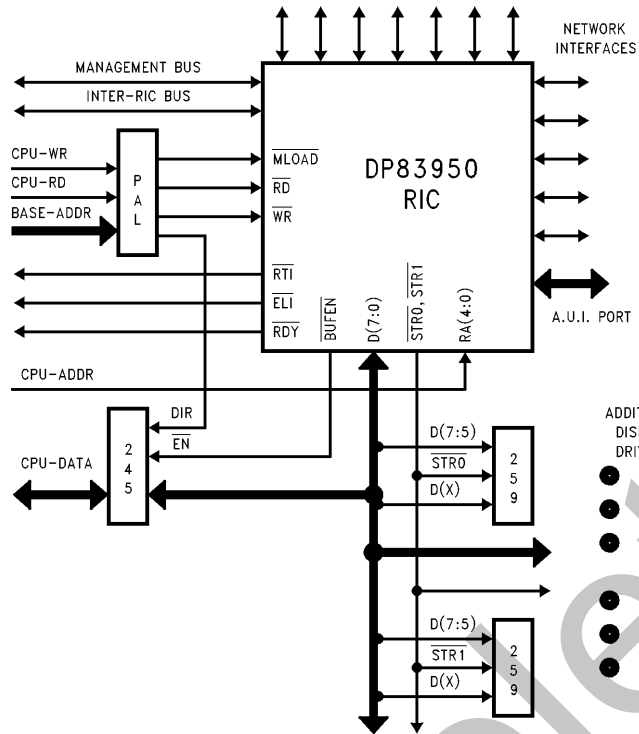 NETWORK
INTERFACES
MANAGEMENT BUS
INTER-RIC BUS
CPU-WR
CPU-RD
BASE-ADDR
P
A
L
MLOAD
RD
WR
DP83950
RIC
RTI
ELI
RDY
BUFEN
D(7:0)
STR0, STR1
RA(4:0)
A.U.I. PORT
CPU-ADDR
DIR
EN
CPU-DATA
2
4
5
D(7:5)
STR0
D(X)
2
5
9
D(7:5)
STR1
D(X)
2
5
9